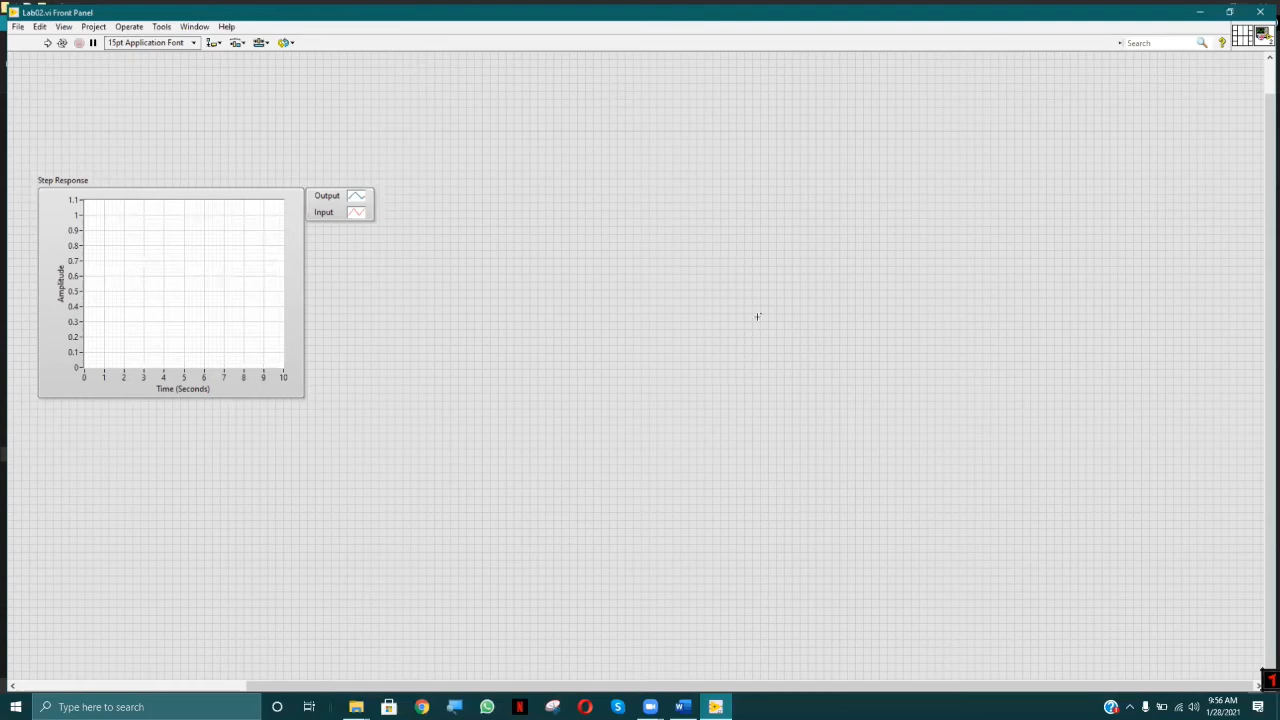 Lab02.vi Front Panel
File Edit View Project Operate Tools Window Help
15pt Application Font
Search
2
Step Response
Output
Input
1.1
1
0.9
0.8
0.7
0.6
0.5
0.4
0.3
0.2
0.1
0
Amplitude
0 1 2 3 4 5 6 7 8 9 10
Time (Seconds)
1
Type here to search
9:56 AM
1/28/2021